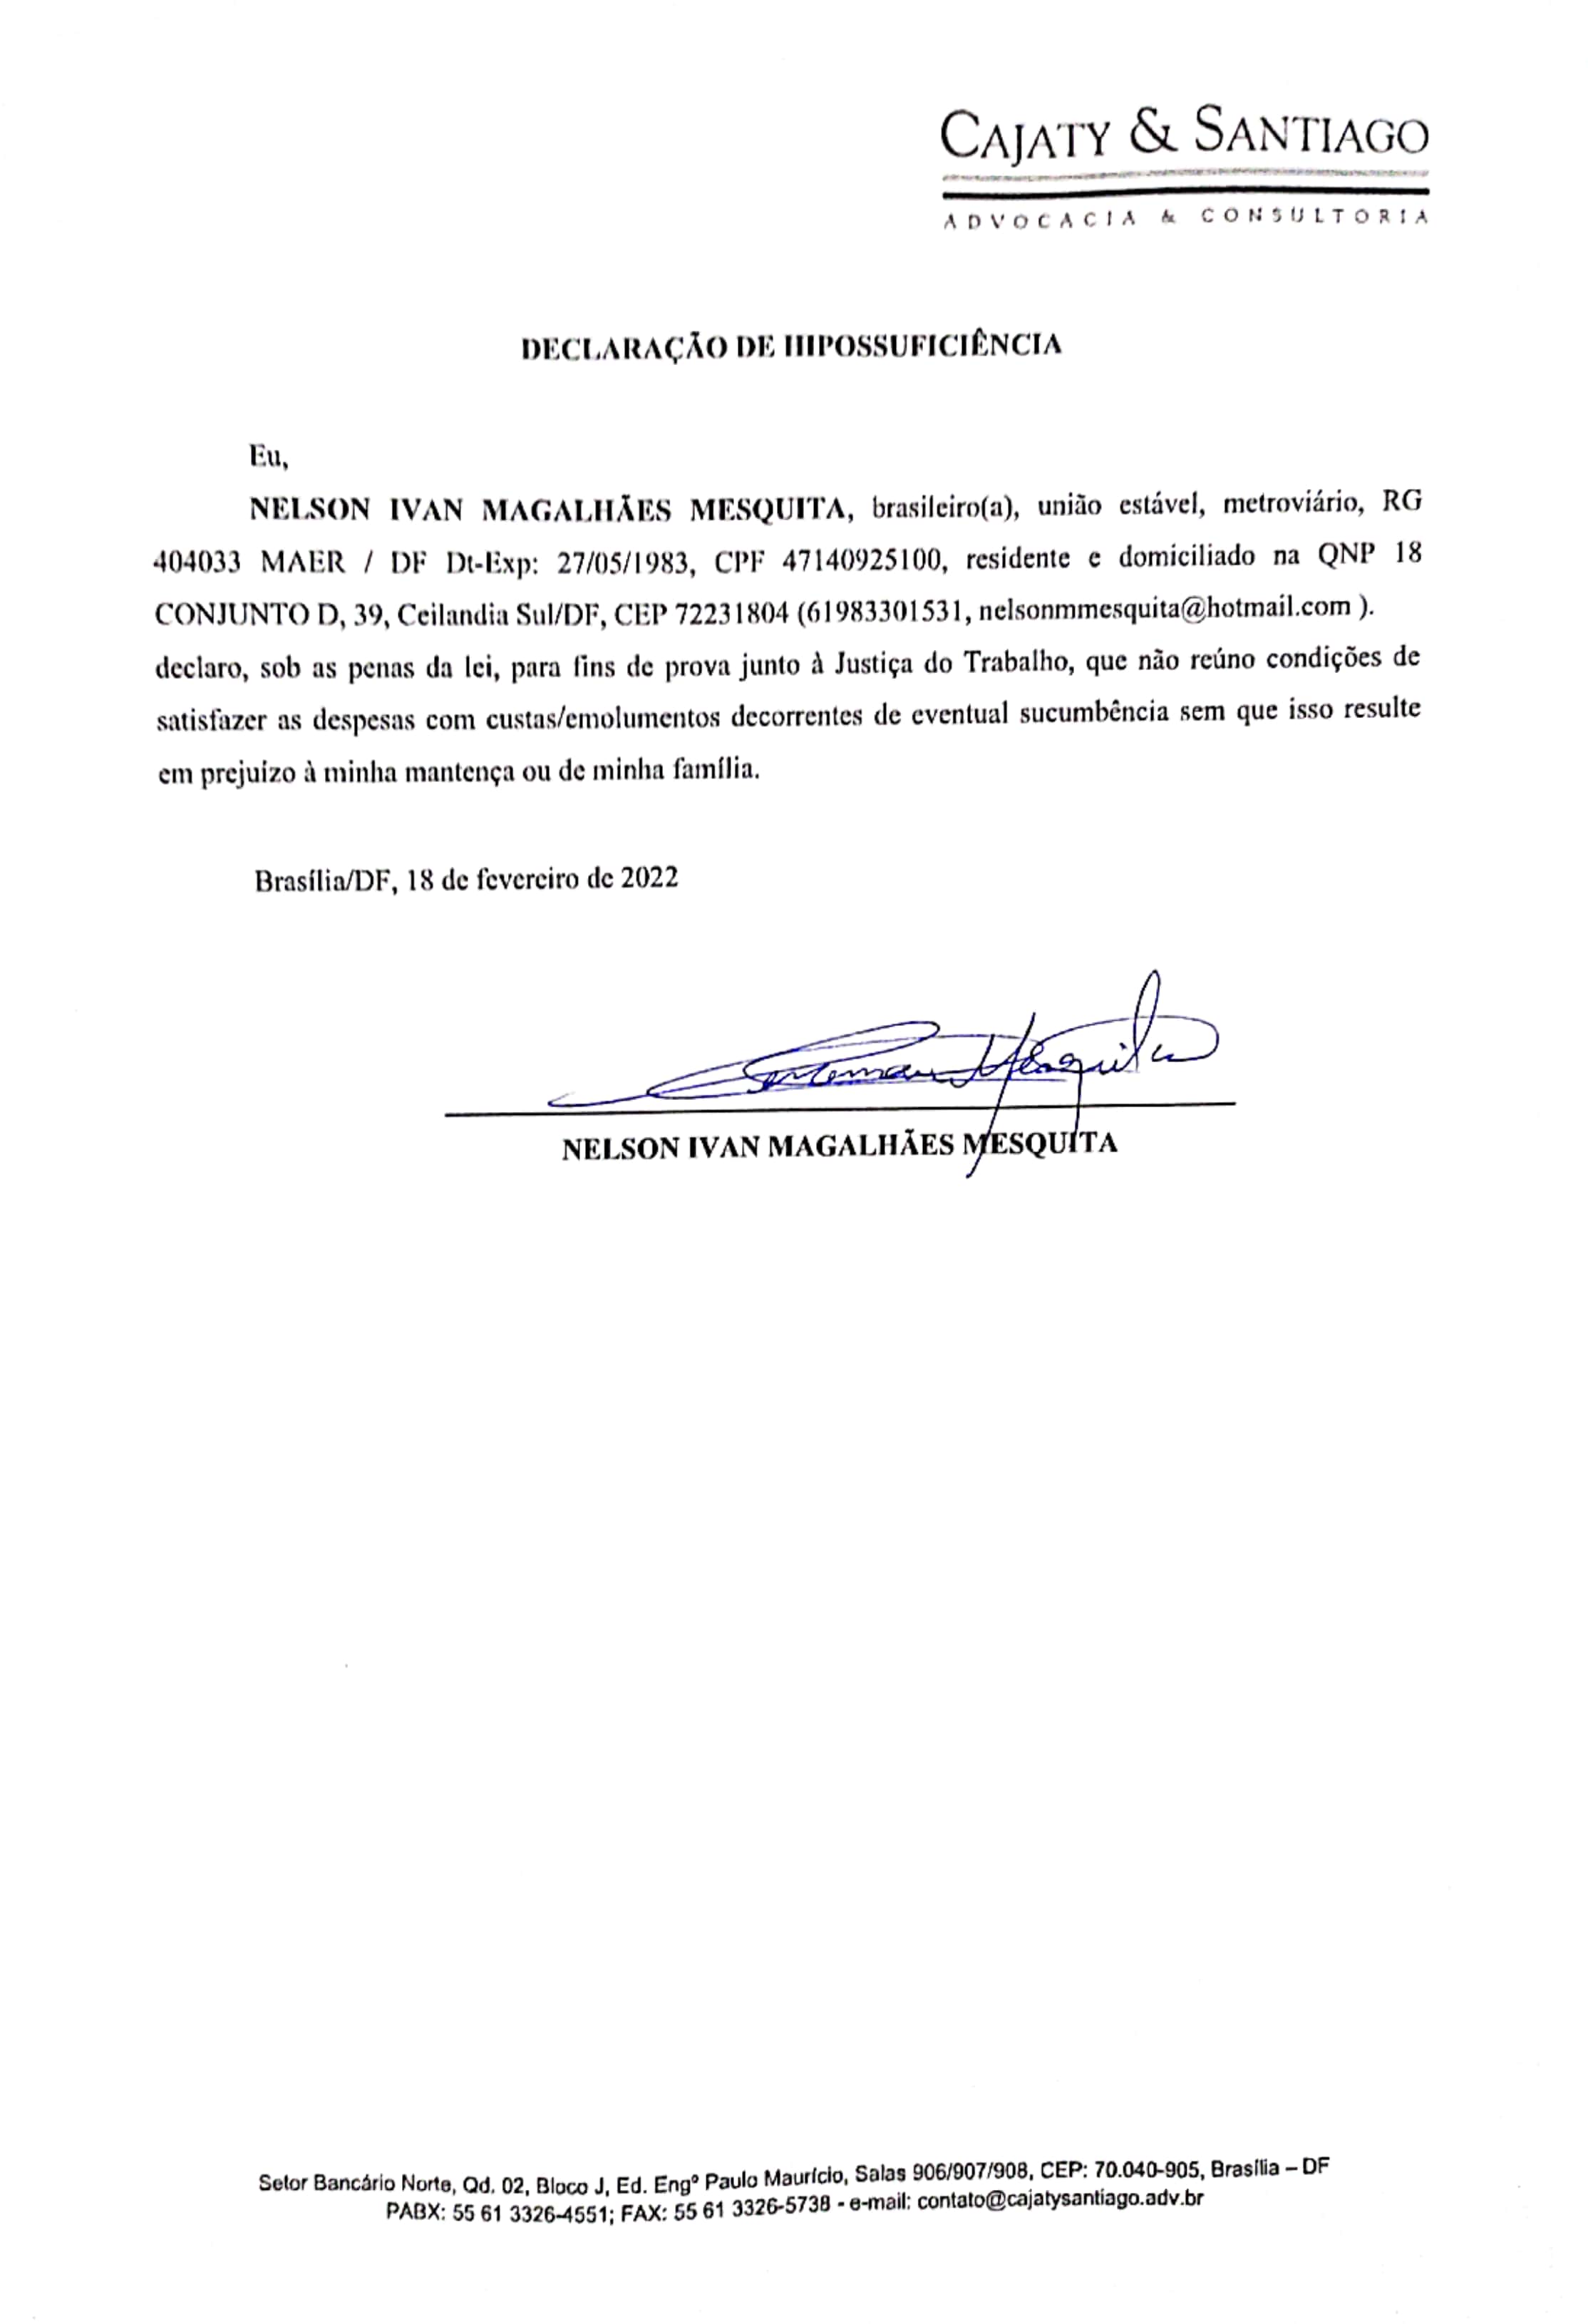 CAJATY & SANTIAGO
ADVOCACIA & CONSULTORIA
DECLARAÇÃO DE HIPOSSUFICIÊNCIA
Eu,
NELSON IVAN MAGALHÃES MESQUITA, brasileiro(a), união estável, metroviário, RG
404033 MAER / DF Dt-Exp: 27/05/1983, CPF 47140925100, residente e domiciliado na QNP 18
CONJUNTO D, 39, Ceilandia Sul/DF, CEP 72231804 (61983301531, nelsonmmesquita@hotmail.com ).
declaro, sob as penas da lei, para fins de prova junto à Justiça do Trabalho, que não reúno condições de
satisfazer as despesas com custas/emolumentos decorrentes de eventual sucumbência sem que isso resulte
em prejuízo à minha mantença ou de minha família.
Brasília/DF, 18 de fevereiro de 2022
Mesquita
NELSON IVAN MAGALHÃES MESQUITA
Setor Bancário Norte, Qd. 02, Bloco J, Ed. Engº Paulo Maurício, Salas 906/907/908, CEP: 70.040-905, Brasília – DF
PABX: 55 61 3326-4551; FAX: 55 61 3326-5738 - e-mail: contato@cajatysantiago.adv.br